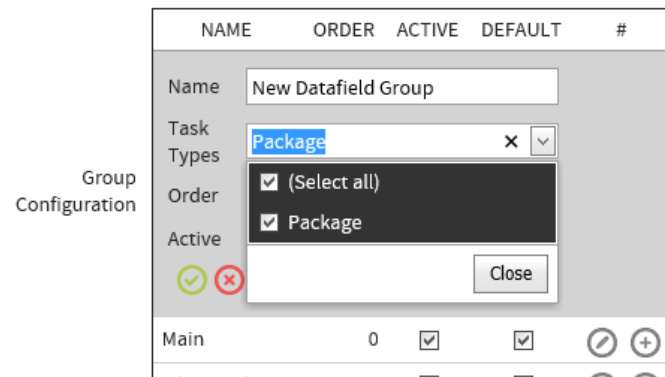 NAME ORDER ACTIVE DEFAULT #
Name New Datafield Group
Task
Types
Package
Group
Configuration
(Select all)
Order
Package
Active
Close
Main 0